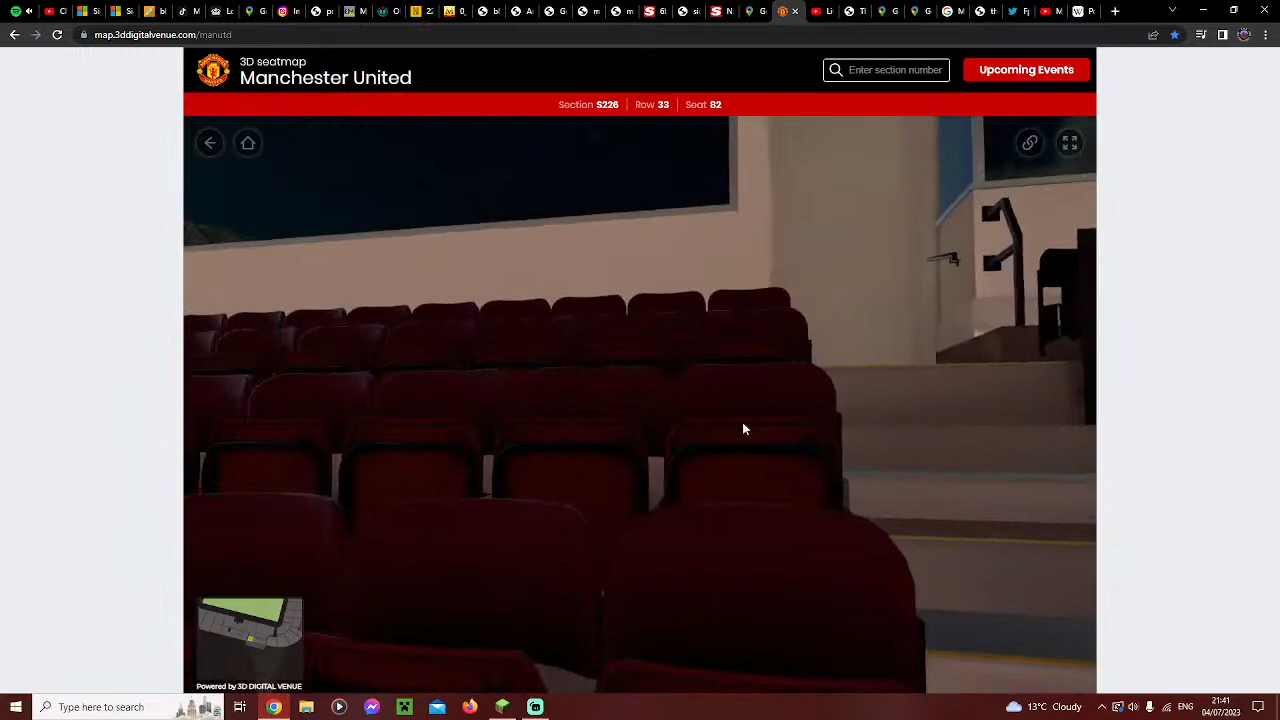 map.3ddigitalvenue.com/manutd
3D seatmap
Manchester United
Enter section number
Upcoming Events
Section S226 Row 33 Seat 82
Powered by 3D DIGITAL VENUE
Type here to search
13°C Cloudy
ENG
21:41
04/07/2023